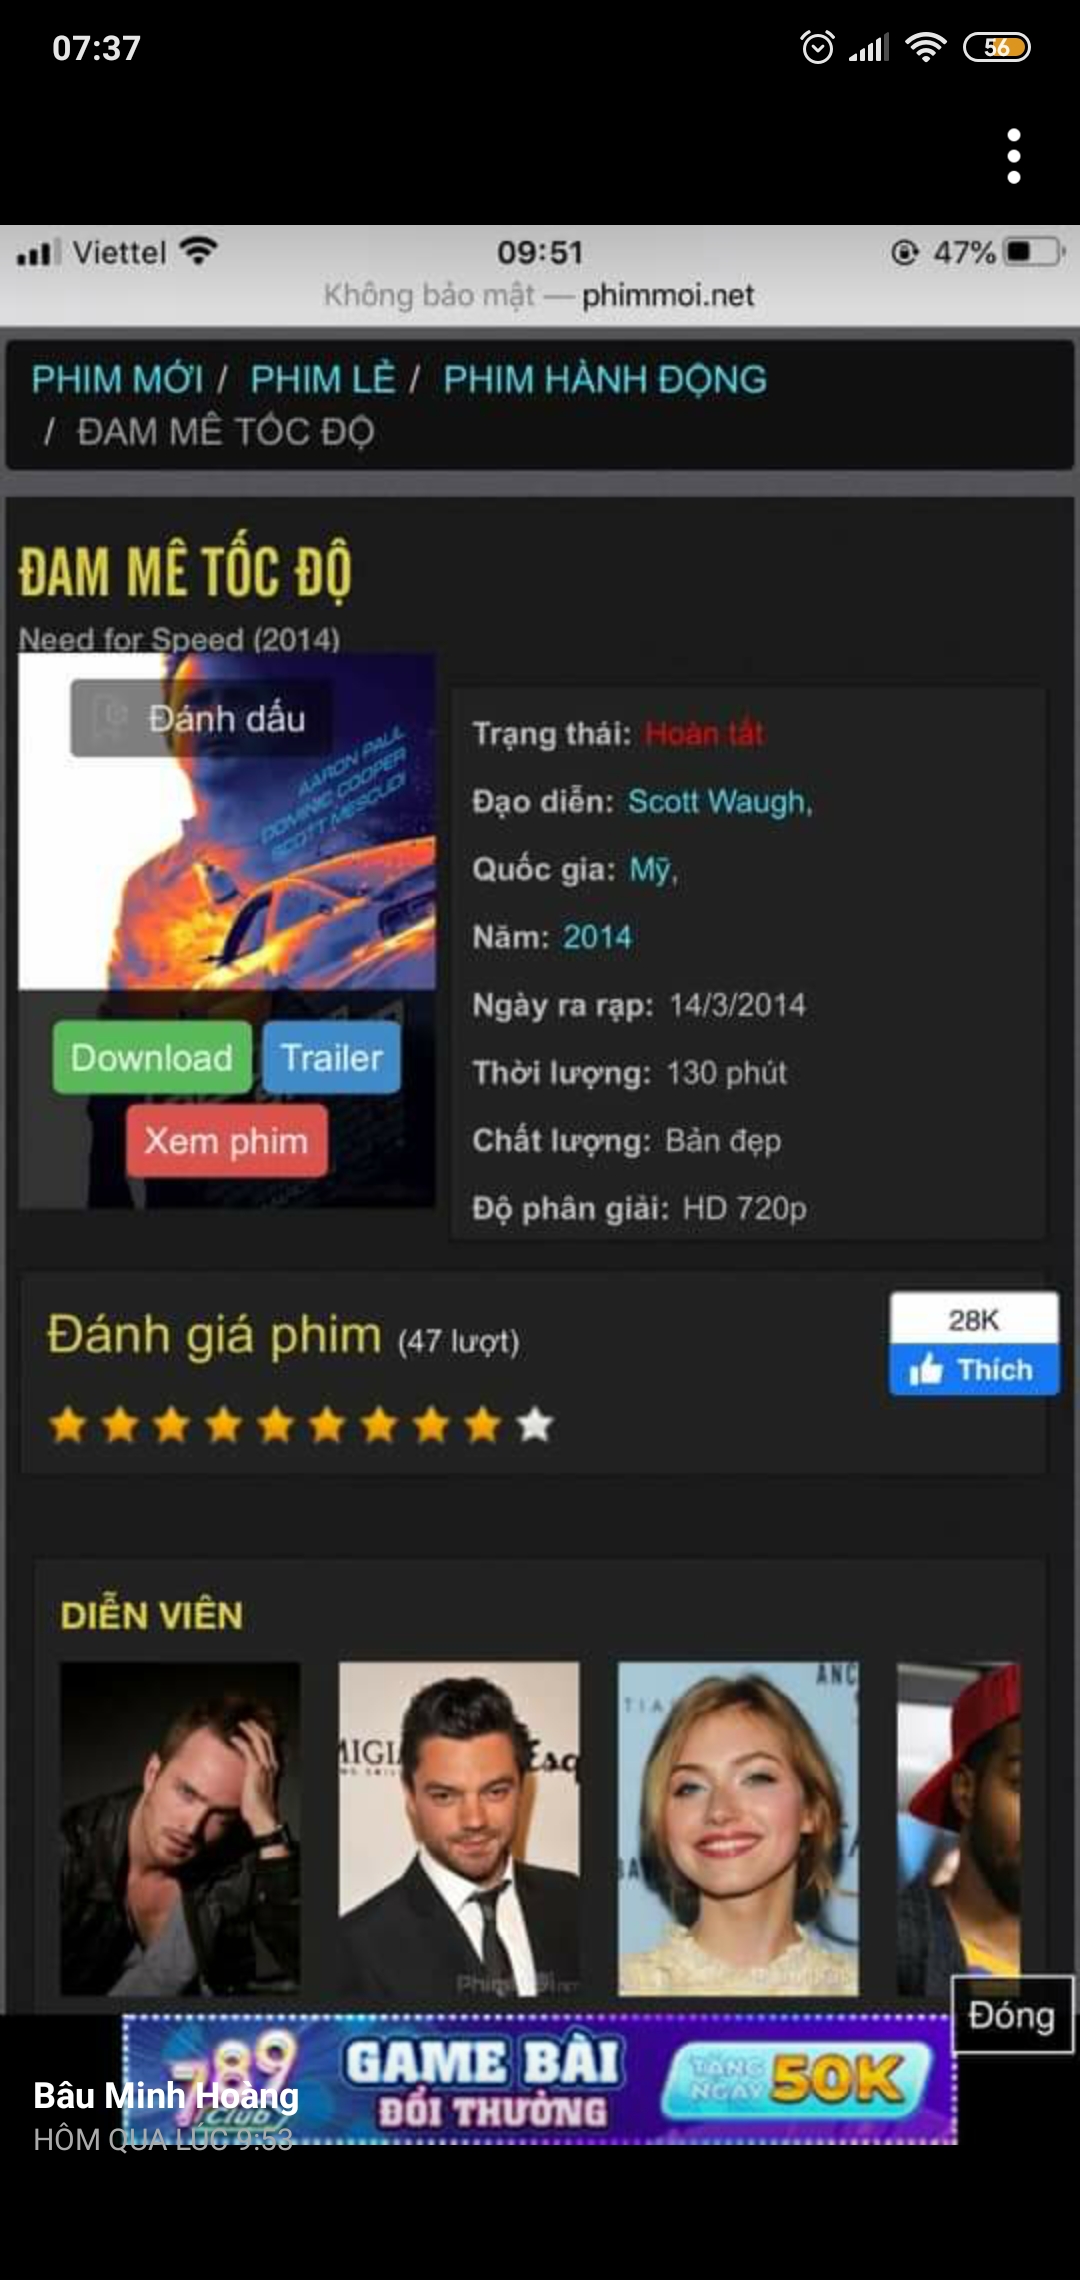 07:37
56
Viettel
09:51
47%
Không bảo mật — phimmoi.net
PHIM MỚI / PHIM LẺ / PHIM HÀNH ĐỘNG
/ ĐAM MÊ TỐC ĐỘ
ĐAM MÊ TỐC ĐỘ
Need for Speed (2014)
Đánh dấu
AARON PAUL
DOMINIC COOPER
SCOTT MESCUDI
Download
Trailer
Xem phim
Trạng thái: Hoàn tất
Đạo diễn: Scott Waugh,
Quốc gia: Mỹ,
Năm: 2014
Ngày ra rạp: 14/3/2014
Thời lượng: 130 phút
Chất lượng: Bản đẹp
Độ phân giải: HD 720p
Đánh giá phim (47 lượt)
28K
Thích
DIỄN VIÊN
MIGI
Esq
TIA
ANC
Đóng
789
Club
GAME BÀI
ĐỔI THƯỞNG
TẶNG
NGAY
50K
Bâu Minh Hoàng
HÔM QUA LÚC 9:53